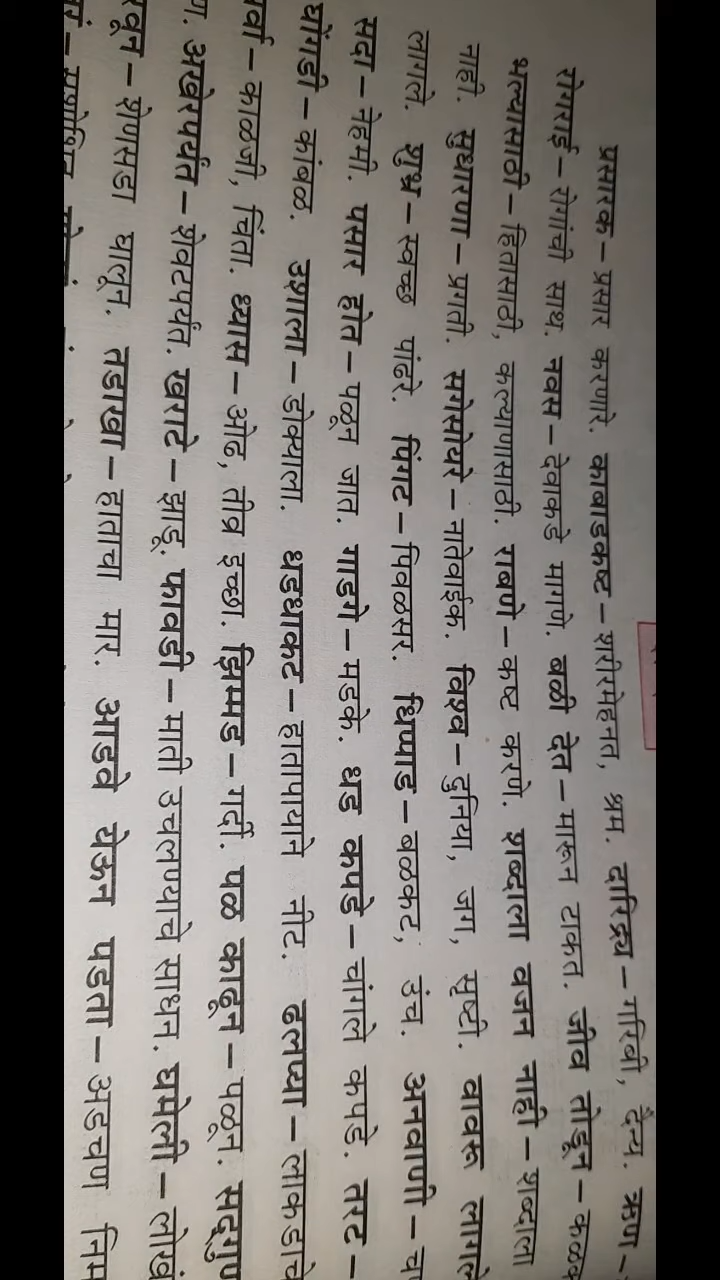 प्रसारक – प्रसार करणारे. काबाडकष्ट – शरीरमेहनत, श्रम. दारिद्र्य – गरिबी, दैन्य. ऋण –
रोगराई – रोगांची साथ. नवस – देवाकडे मागणे. बळी देत – मारून टाकत. जीव तोडून –
भल्यासाठी – हितासाठी, कल्याणासाठी. राबणे – कष्ट करणे. शब्दाला वजन नाही – शब्दाला
नाही. सुधारणा – प्रगती. सगेसोयरे – नातेवाईक. विश्व – दुनिया, जग, सृष्टी. वावरू लागले
लागले. शुभ्र – स्वच्छ पांढरे. पिंगट – पिवळसर. धिप्पाड – बळकट, उंच. अनवाणी –
सदा – नेहमी. पसार होत – पळून जात. गाडगे – मडके. धड कपडे – चांगले कपडे. तरट –
घोंगडी – कांबळे. उशाला – डोक्याला. धडधाकट – हातापायाने नीट. ढलप्या – लाकडाचे
– काळजी, चिंता. ध्यास – ओढ, तीव्र इच्छा. झिम्मड – गर्दी. पळ काढून – पळून. सद्गुण
अखेरपर्यंत – शेवटपर्यंत. खराटे – झाडू. फावडी – माती उचलण्याचे साधन. घमेली –
– शेणसडा घालून. तडाखा – हाताचा मार. आडवे येऊन पडता – अडचण